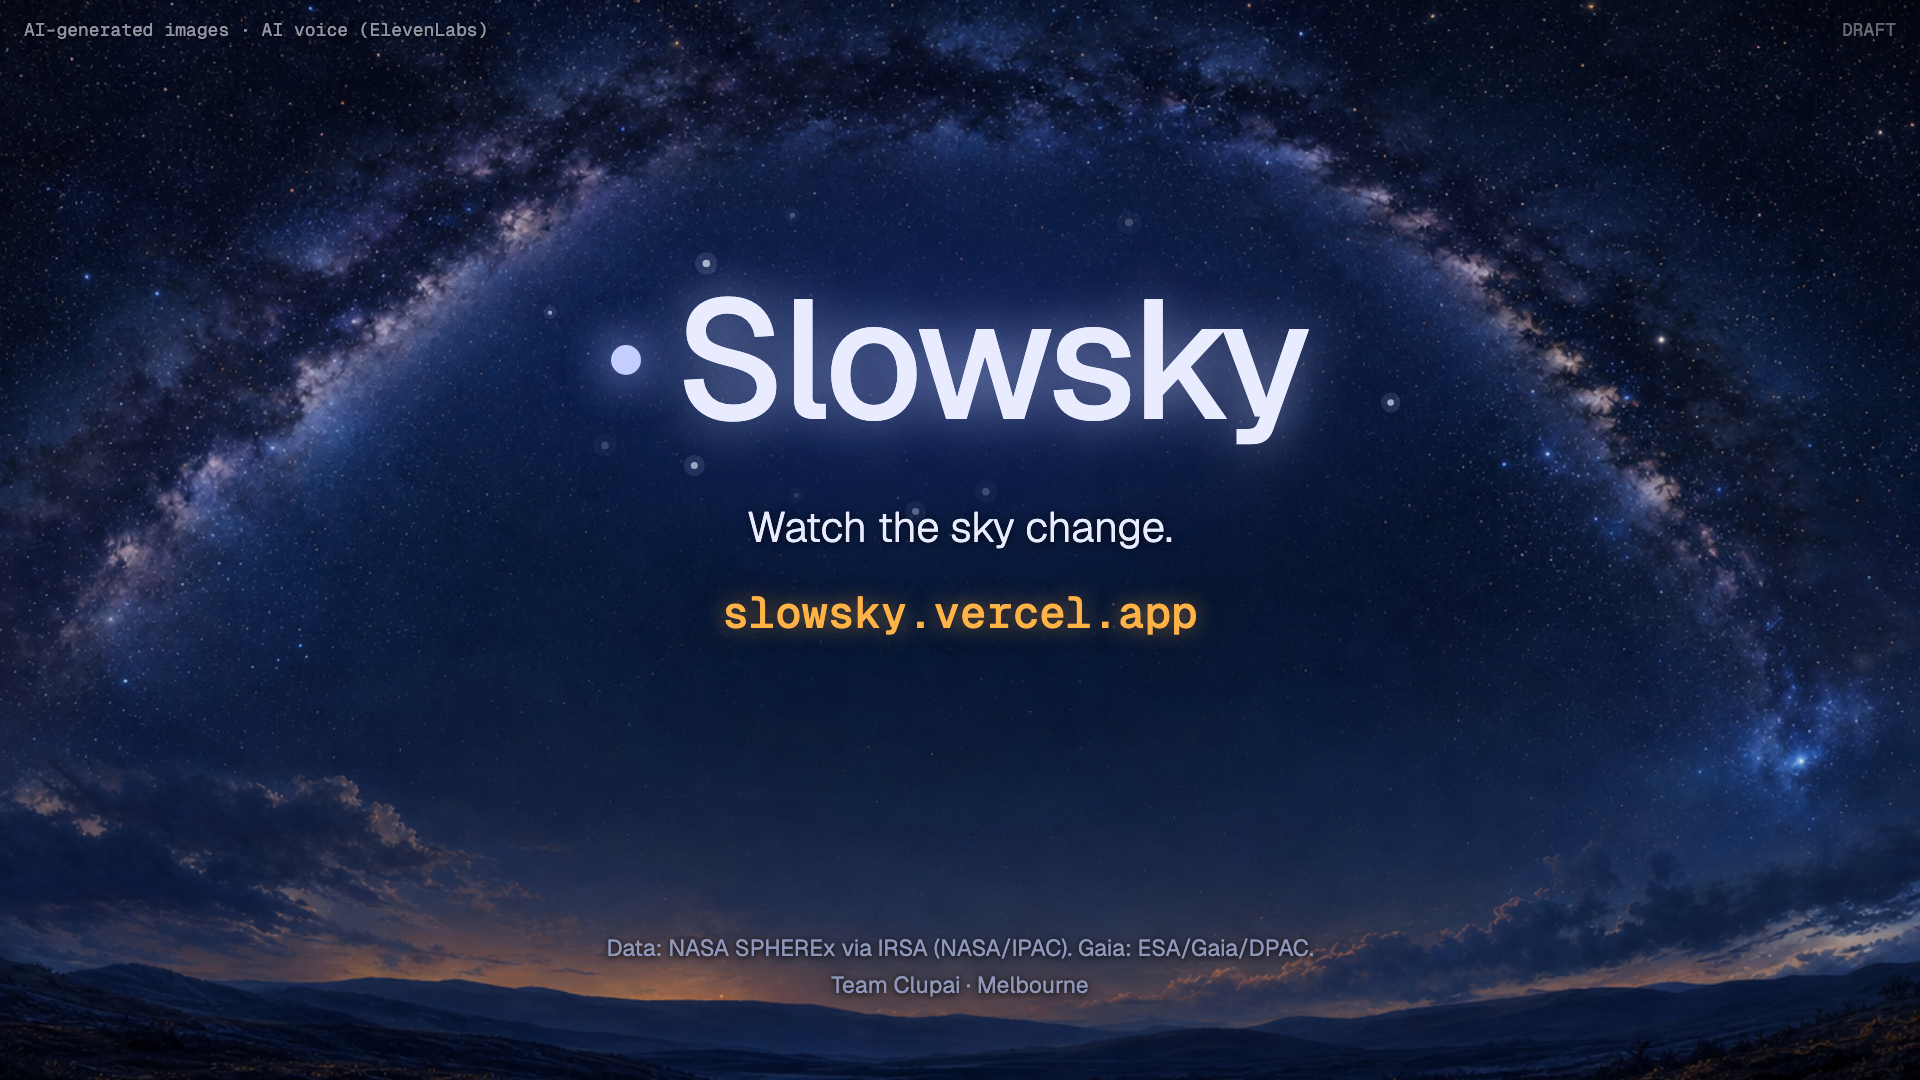 AI-generated images · AI voice (ElevenLabs)
DRAFT
Slowsky
Watch the sky change.
slowsky.vercel.app
Data: NASA SPHEREx via IRSA (NASA/IPAC). Gaia: ESA/Gaia/DPAC.
Team Clupai · Melbourne